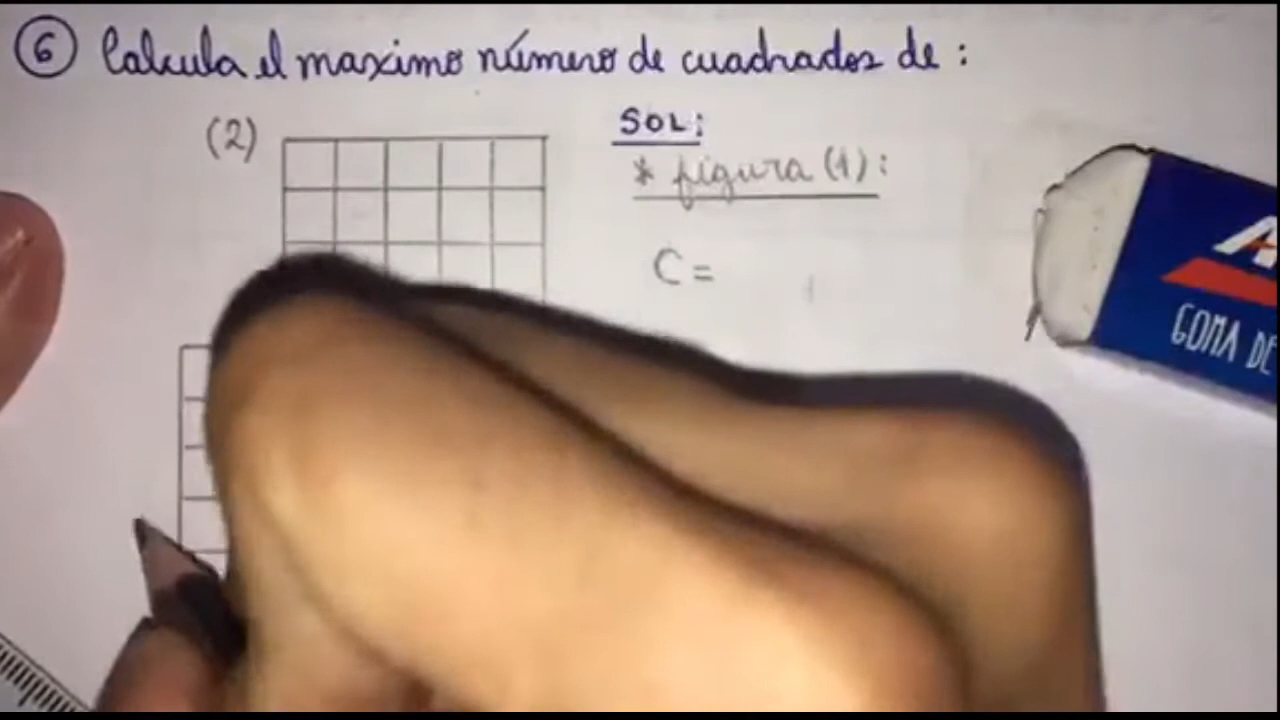 6 Calcula el maximo número de cuadrados de :
(2)
SOL:
* figura (1):
C =
A
GOMA DE